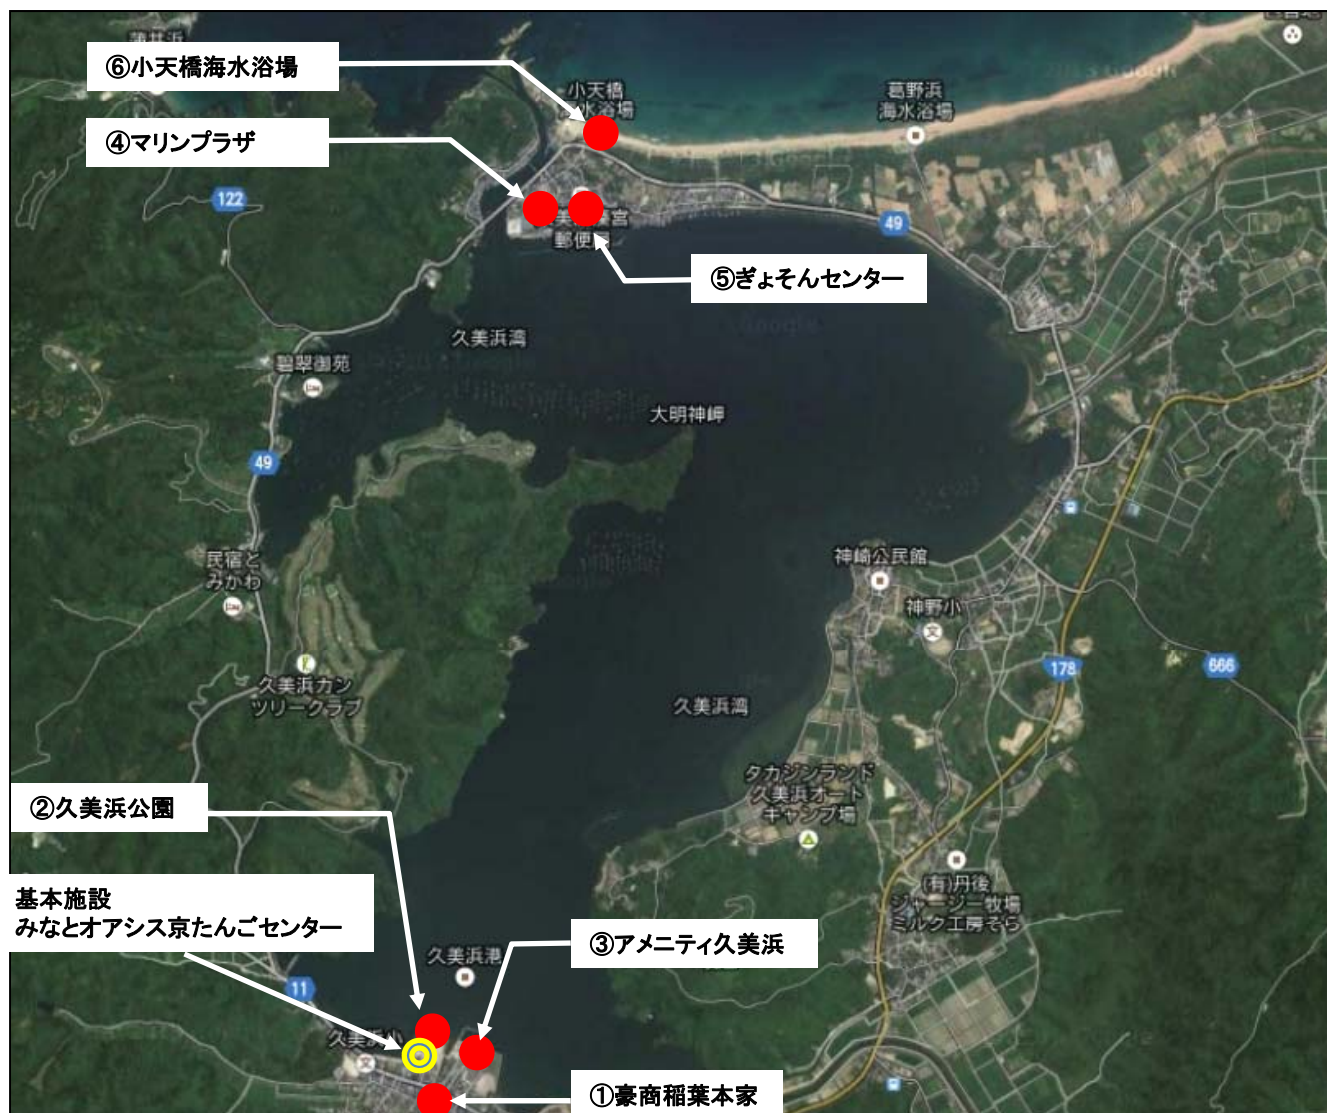 ⑥小天橋海水浴場
小天橋
水浴場
葛野浜
海水浴場
④マリンプラザ
122
49
郵便
⑤ぎょそんセンター
久美浜湾
碧翠御苑
大明神岬
49
民宿と
みかわ
神崎公民館
神野小
178
666
久美浜カン
ツリークラブ
久美浜湾
タカジンランド
久美浜オート
キャンプ場
②久美浜公園
(有)丹後
ジャージー牧場
ミルク工房そら
基本施設
みなとオアシス京たんごセンター
③アメニティ久美浜
久美浜港
11
久美浜小
文
①豪商稲葉本家